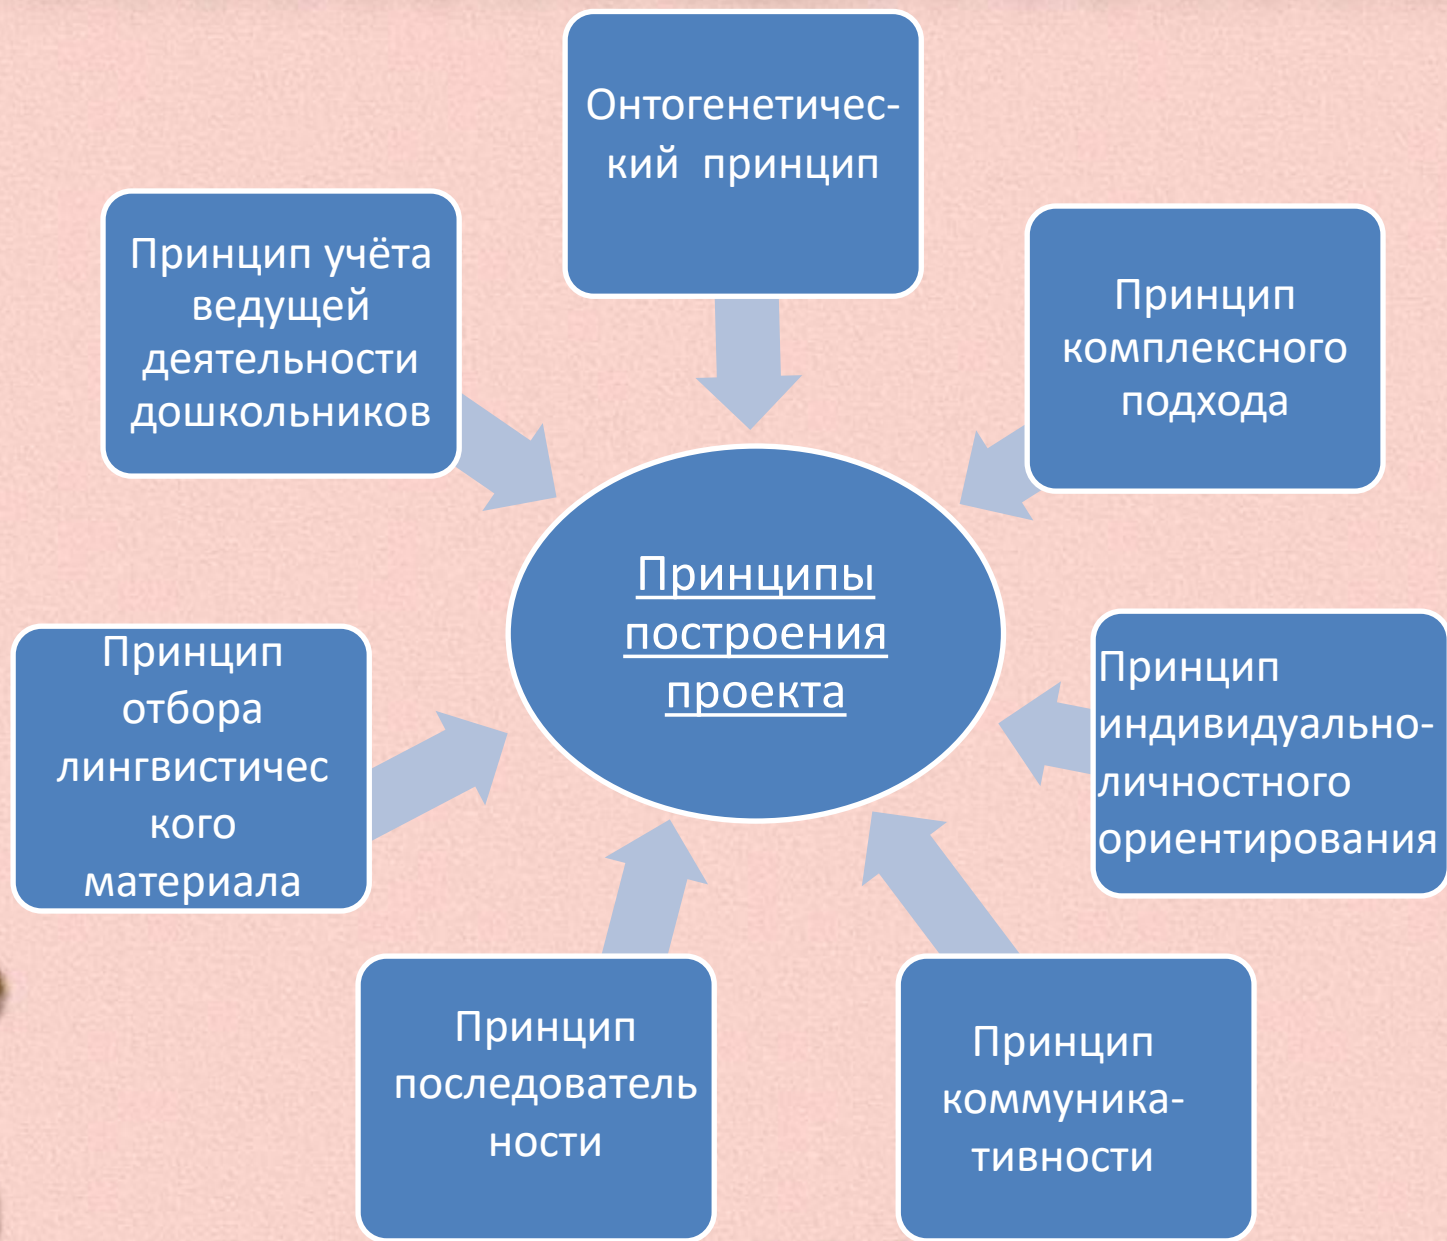 Онтогенетичес-
кий принцип
Принцип учёта
ведущей
деятельности
дошкольников
Принцип
комплексного
подхода
Принципы
построения
проекта
Принцип
отбора
лингвистичес
кого
материала
Принцип
индивидуально-
личностного
ориентирования
Принцип
последователь
ности
Принцип
коммуника-
тивности